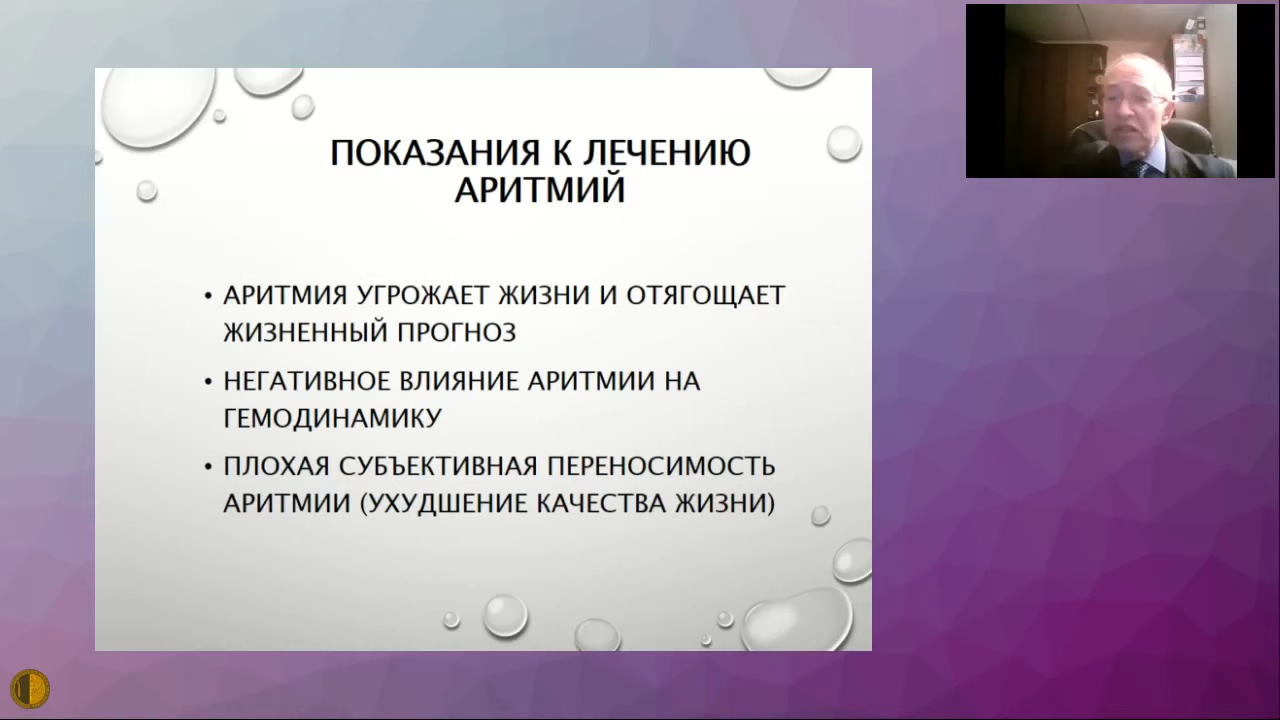 ПОКАЗАНИЯ К ЛЕЧЕНИЮ
АРИТМИЙ
• АРИТМИЯ УГРОЖАЕТ ЖИЗНИ И ОТЯГОЩАЕТ
ЖИЗНЕННЫЙ ПРОГНОЗ
• НЕГАТИВНОЕ ВЛИЯНИЕ АРИТМИИ НА
ГЕМОДИНАМИКУ
• ПЛОХАЯ СУБЪЕКТИВНАЯ ПЕРЕНОСИМОСТЬ
АРИТМИИ (УХУДШЕНИЕ КАЧЕСТВА ЖИЗНИ)